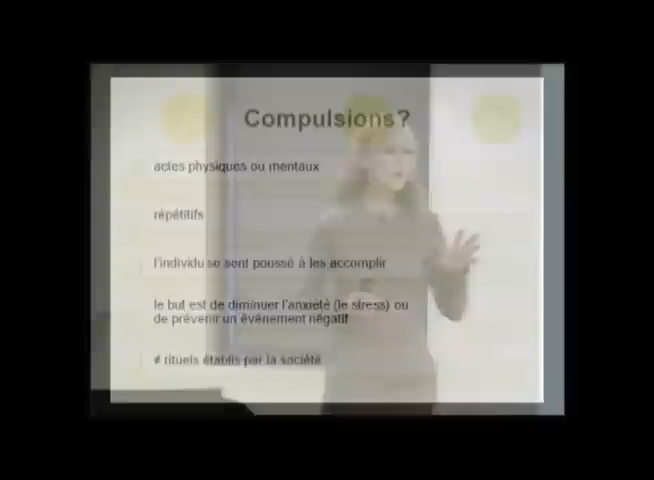 Compulsions?
actes physiques ou mentaux
répétitifs
l'individu se sent poussé à les accomplir
le but est de diminuer l'anxiété (le stress) ou
de prévenir un événement négatif
≠ rituels établis par la société